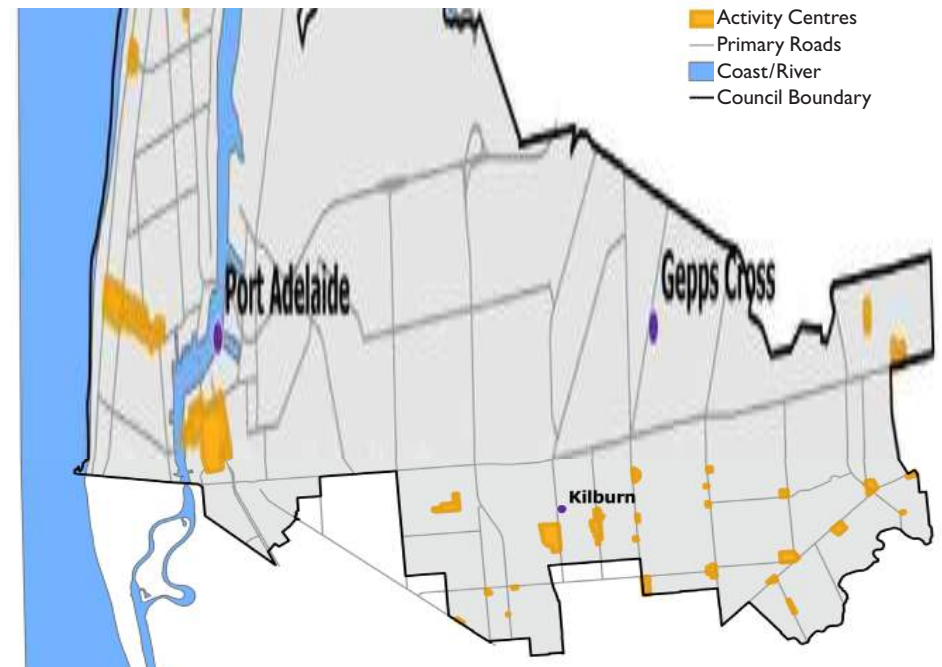 Activity Centres
Primary Roads
Coast/River
Council Boundary
Port Adelaide
Gepps Cross
Kilburn